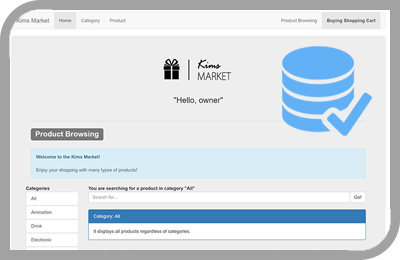 Kims Market Home Category Product Product Browsing Buying Shopping Cart
Kims
MARKET
"Hello, owner"
Product Browsing
Welcome to the Kims Market!
Enjoy your shopping with many types of products!
Categories
All
Animation
Drink
Electronic
You are searching for a product in category "All"
Search for... Go!
Category: All
It displays all products regardless of categories.